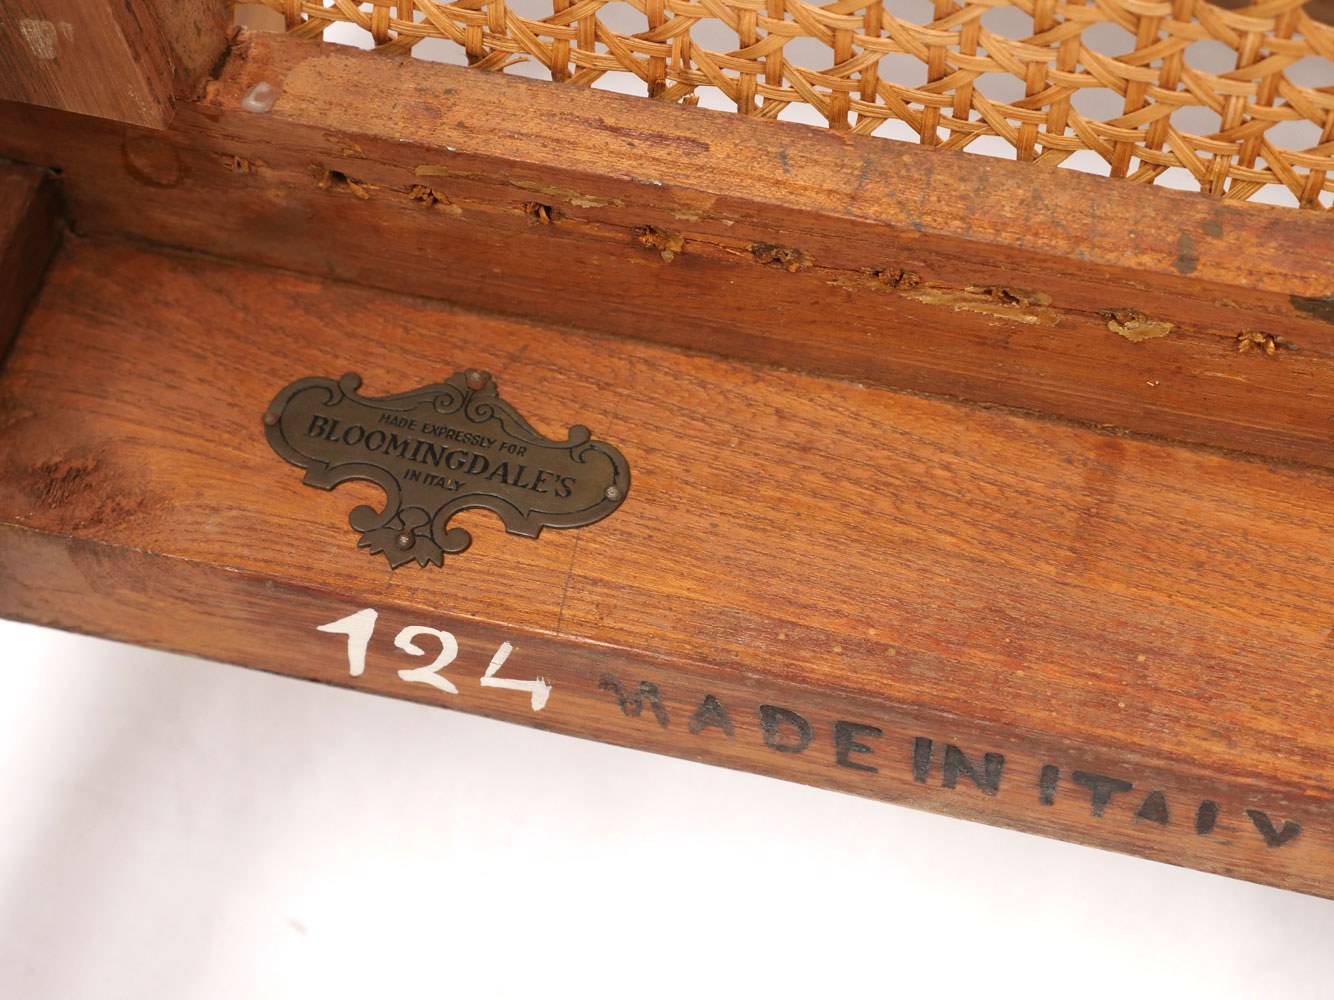 MADE EXPRESSLY FOR
BLOOMINGDALE'S
IN ITALY
124
MADE IN ITALY